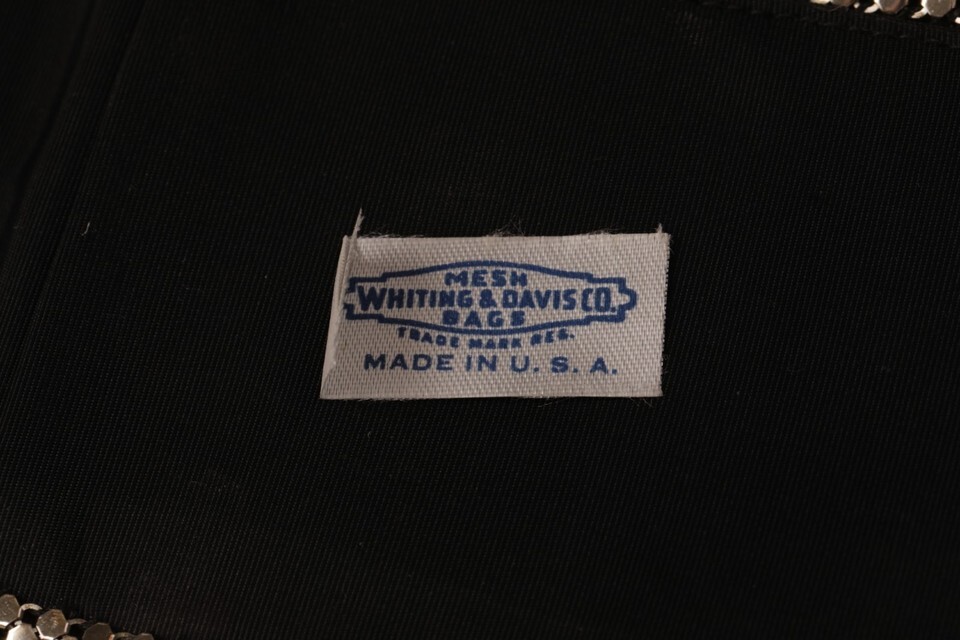 MESH
WHITING & DAVIS CO.
BAGS
TRADE MARK REG.
MADE IN U. S. A.